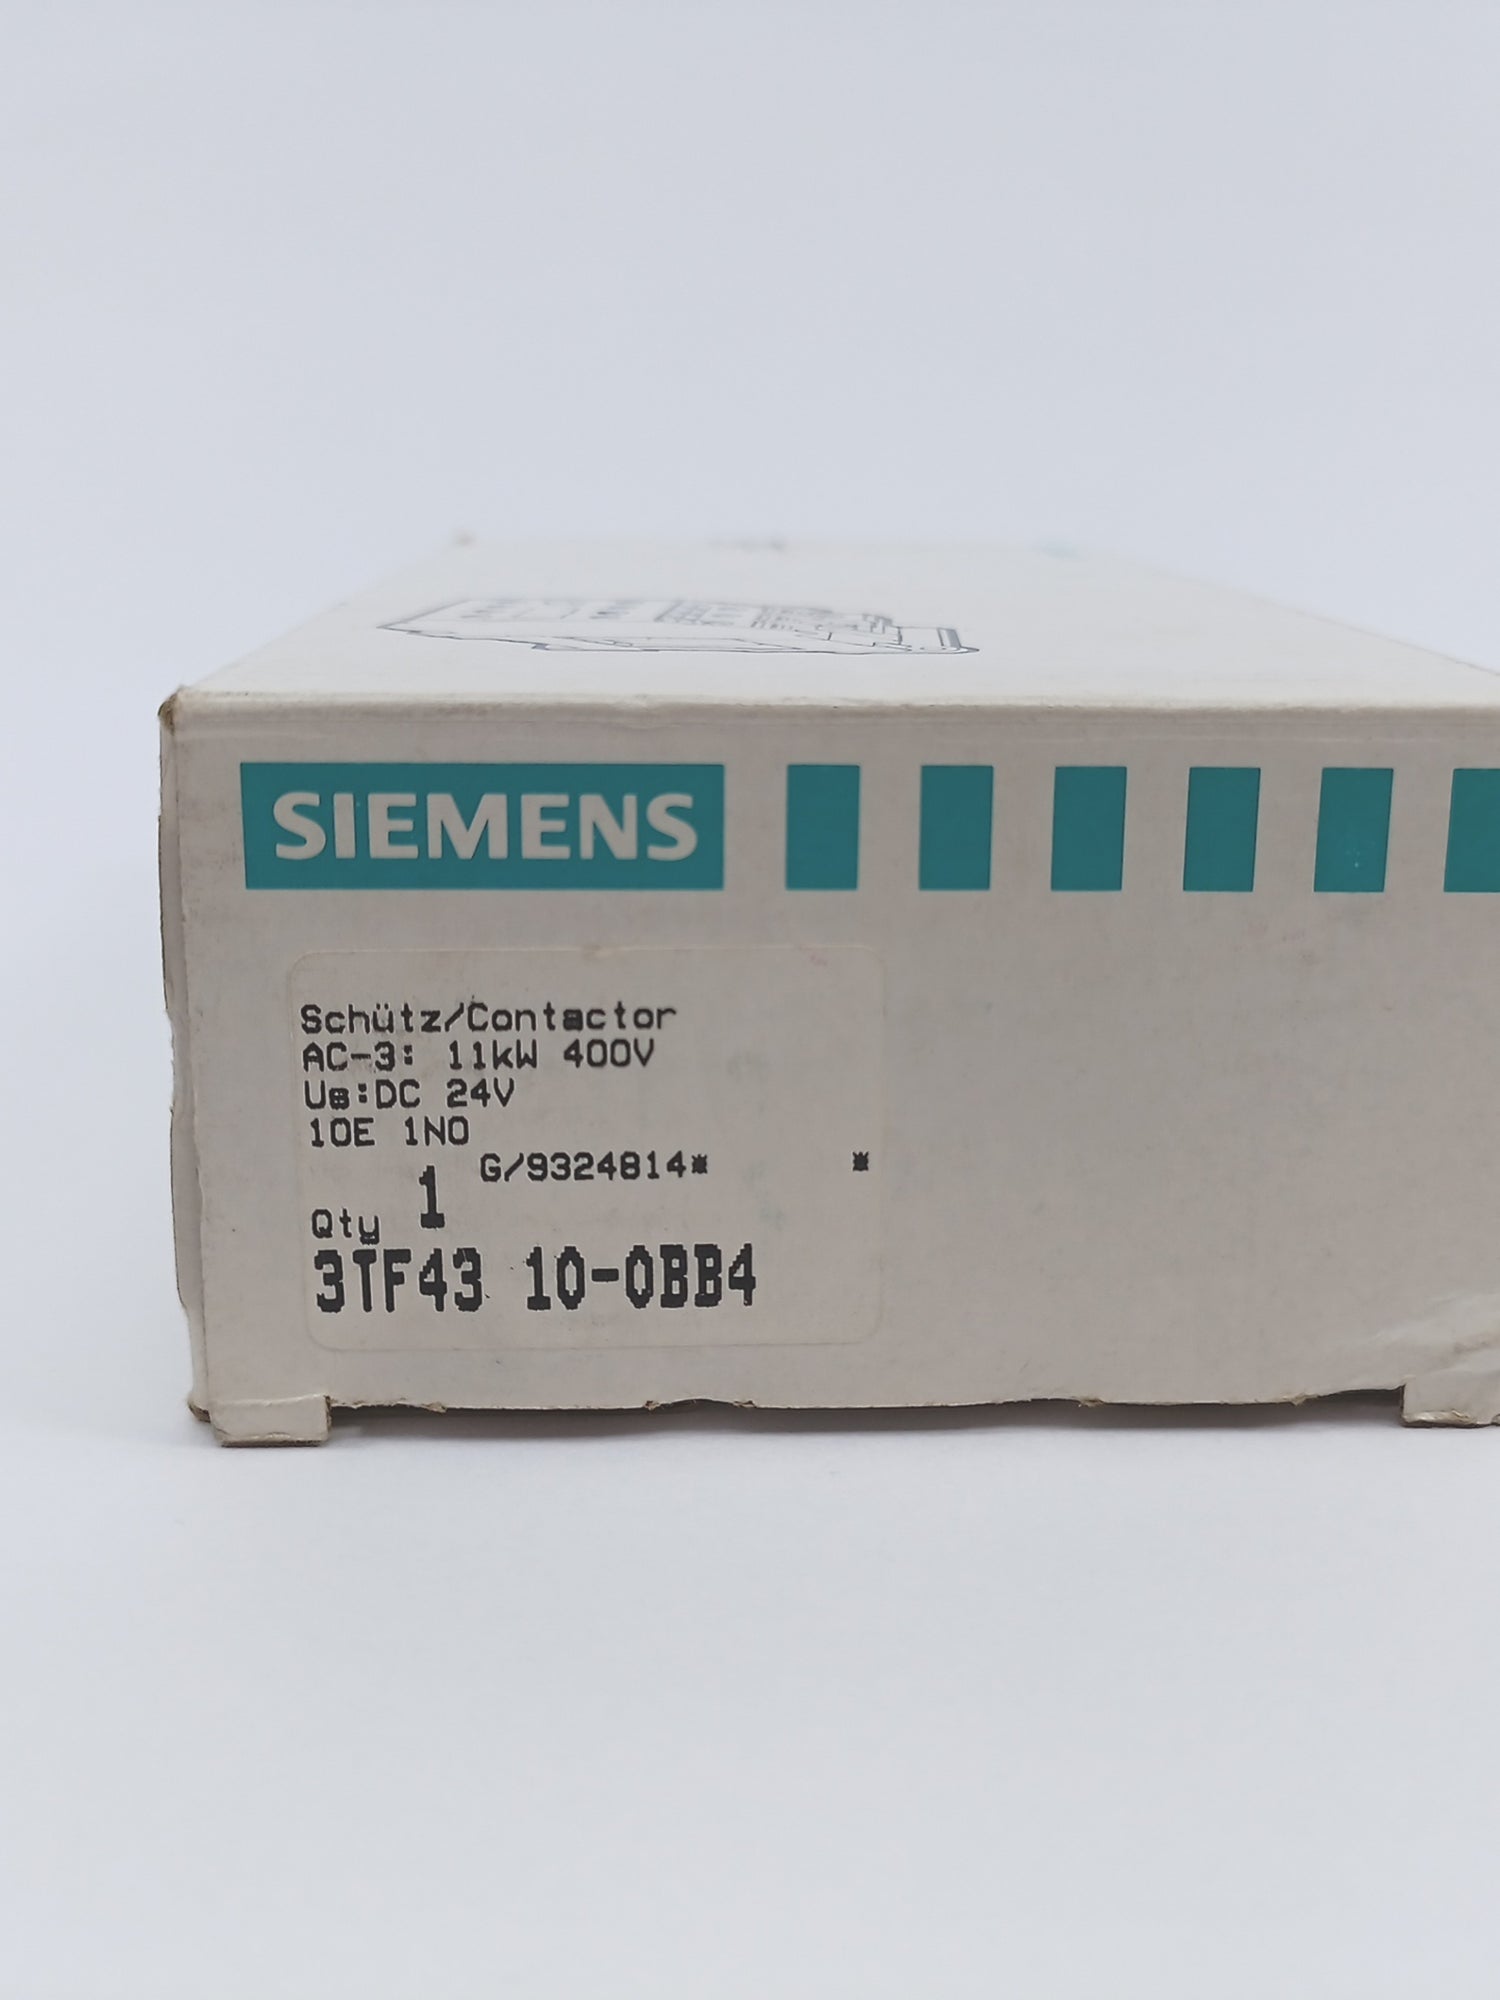 SIEMENS
Schütz/Contactor
AC-3: 11kW 400V
Us:DC 24V
10E 1NO
G/9324814* *
Qty 1
3TF43 10-0BB4